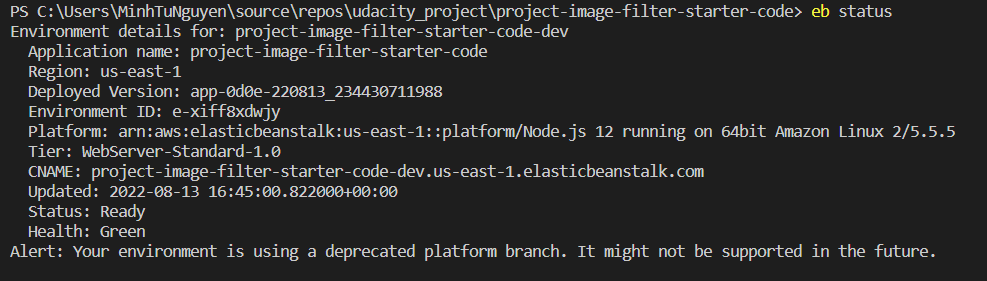 PS C:\Users\MinhTuNguyen\source\repos\udacity_project\project-image-filter-starter-code> eb status
Environment details for: project-image-filter-starter-code-dev
  Application name: project-image-filter-starter-code
  Region: us-east-1
  Deployed Version: app-0d0e-220813_234430711988
  Environment ID: e-xiff8xdwjy
  Platform: arn:aws:elasticbeanstalk:us-east-1::platform/Node.js 12 running on 64bit Amazon Linux 2/5.5.5
  Tier: WebServer-Standard-1.0
  CNAME: project-image-filter-starter-code-dev.us-east-1.elasticbeanstalk.com
  Updated: 2022-08-13 16:45:00.822000+00:00
  Status: Ready
  Health: Green
Alert: Your environment is using a deprecated platform branch. It might not be supported in the future.